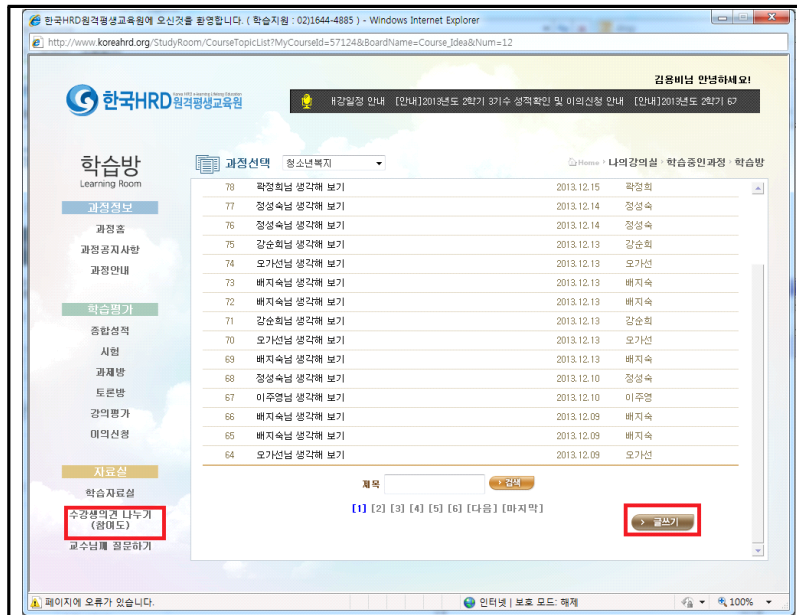 한국HRD원격평생교육원에 오신것을 환영합니다. ( 학습지원 : 02)1644-4885 ) - Windows Internet Explorer
http://www.koreahrd.org/StudyRoom/CourseTopicList?MyCourseId=57124&BoardName=Course_Idea&Num=12
김용비님 안녕하세요!
한국HRD원격평생교육원
개강일정 안내 [안내]2013년도 2학기 3기수 성적확인 및 이의신청 안내 [안내]2013년도 2학기
학습방
Learning Room
과정선택 청소년복지
Home 나의강의실 학습중인과정 학습방
과정정보
과정홈
과정공지사항
과정안내
학습평가
종합성적
시험
과제방
토론방
강의평가
이의신청
자료실
학습자료실
수강생의견 나누기
(참여도)
교수님께 질문하기
78 곽정희님 생각해 보기 2013.12.15 곽정희
77 정성숙님 생각해 보기 2013.12.14 정성숙
76 정성숙님 생각해 보기 2013.12.14 정성숙
75 강순희님 생각해 보기 2013.12.13 강순희
74 오가선님 생각해 보기 2013.12.13 오가선
73 배지숙님 생각해 보기 2013.12.13 배지숙
72 배지숙님 생각해 보기 2013.12.13 배지숙
71 강순희님 생각해 보기 2013.12.13 강순희
70 오가선님 생각해 보기 2013.12.13 오가선
69 배지숙님 생각해 보기 2013.12.13 배지숙
68 정성숙님 생각해 보기 2013.12.10 정성숙
67 이주영님 생각해 보기 2013.12.10 이주영
66 배지숙님 생각해 보기 2013.12.09 배지숙
65 배지숙님 생각해 보기 2013.12.09 배지숙
64 오가선님 생각해 보기 2013.12.09 오가선
제목 검색
[1] [2] [3] [4] [5] [6] [다음] [마지막]
글쓰기
페이지에 오류가 있습니다.
인터넷 | 보호 모드: 해제
100%